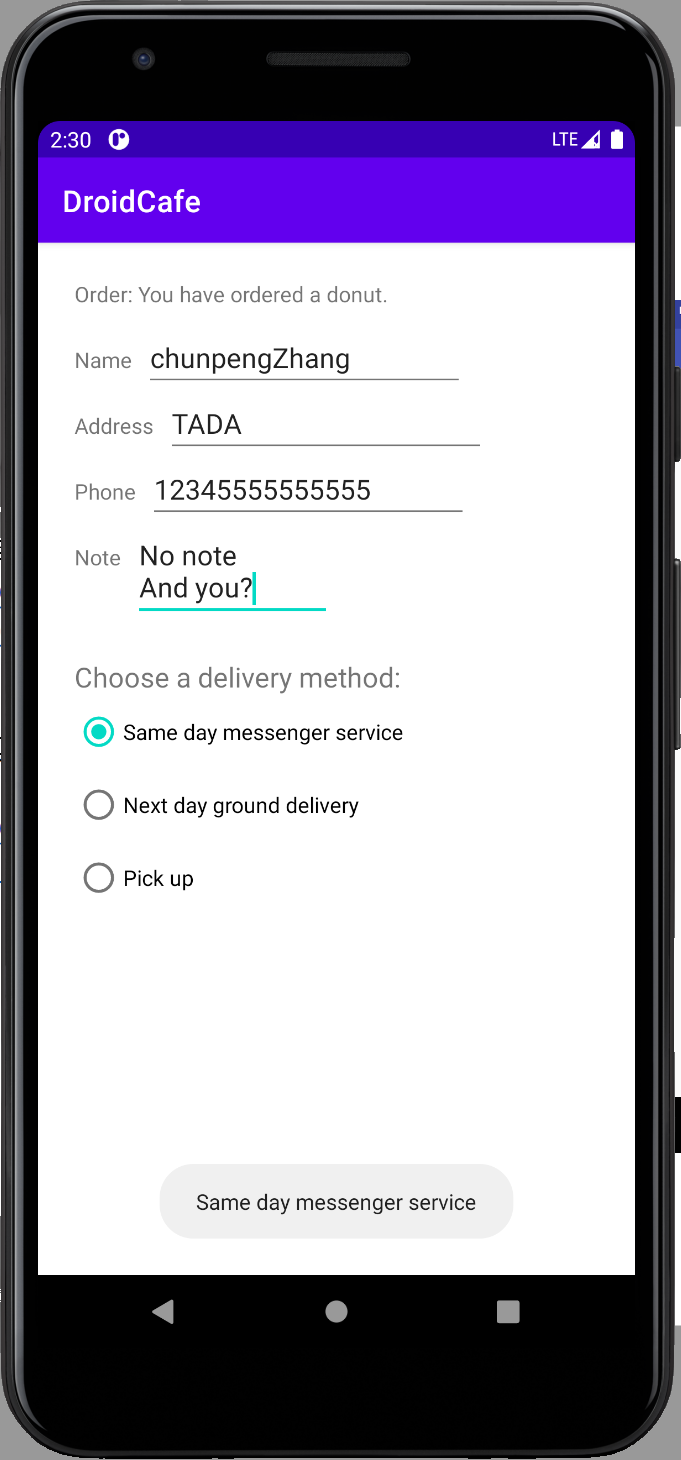 2:30 LTE
DroidCafe
Order: You have ordered a donut.
Name chunpengZhang
Address TADA
Phone 12345555555555
Note No note
And you?
Choose a delivery method:
Same day messenger service
Next day ground delivery
Pick up
Same day messenger service